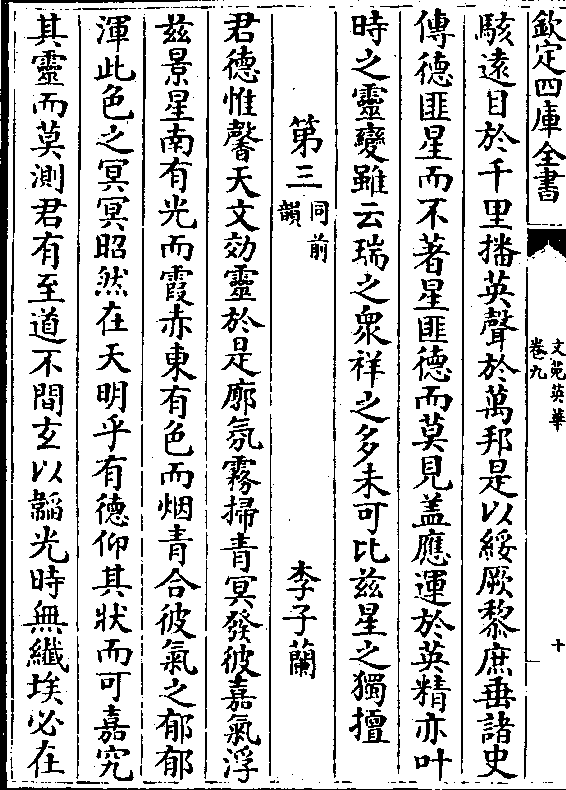 欽定四庫全書
文苑英華
卷九
十
駭遠目於千里播英聲於萬邦是以綏厥黎庶垂諸史
傳德匪星而不著星匪德而莫見盖應運於英精亦叶
時之靈變雖云瑞之衆祥之多未可比兹星之獨擅
第三同前韻 李子蘭
君德惟馨天文効靈於是廓氛霧掃青冥發彼嘉氣浮
兹景星南有光而霞赤東有色而烟青合彼氣之郁郁
渾此色之冥冥昭然在天明乎有德仰其狀而可嘉究
其靈而莫測君有至道不間玄以韜光時無纎埃必在